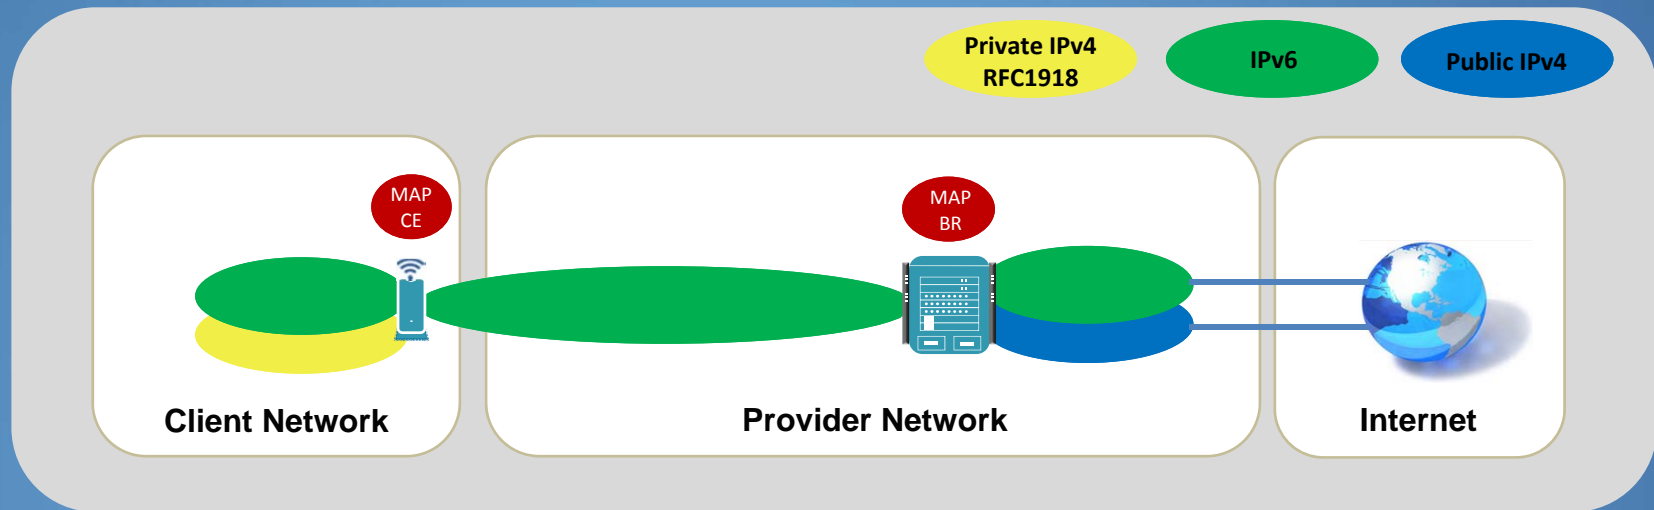 Private IPv4
RFC1918
IPv6
Public IPv4
MAP
CE
MAP
BR
Client Network
Provider Network
Internet